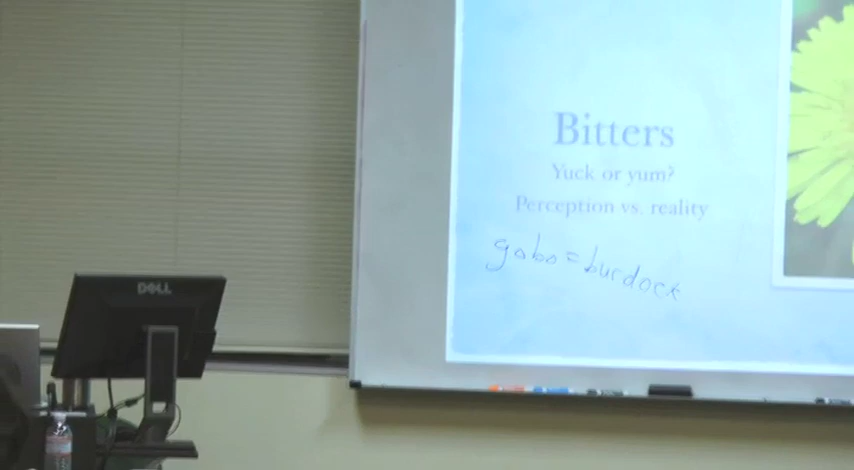 DELL
Bitters
Yuck or yum?
Perception vs. reality
gobo = burdock